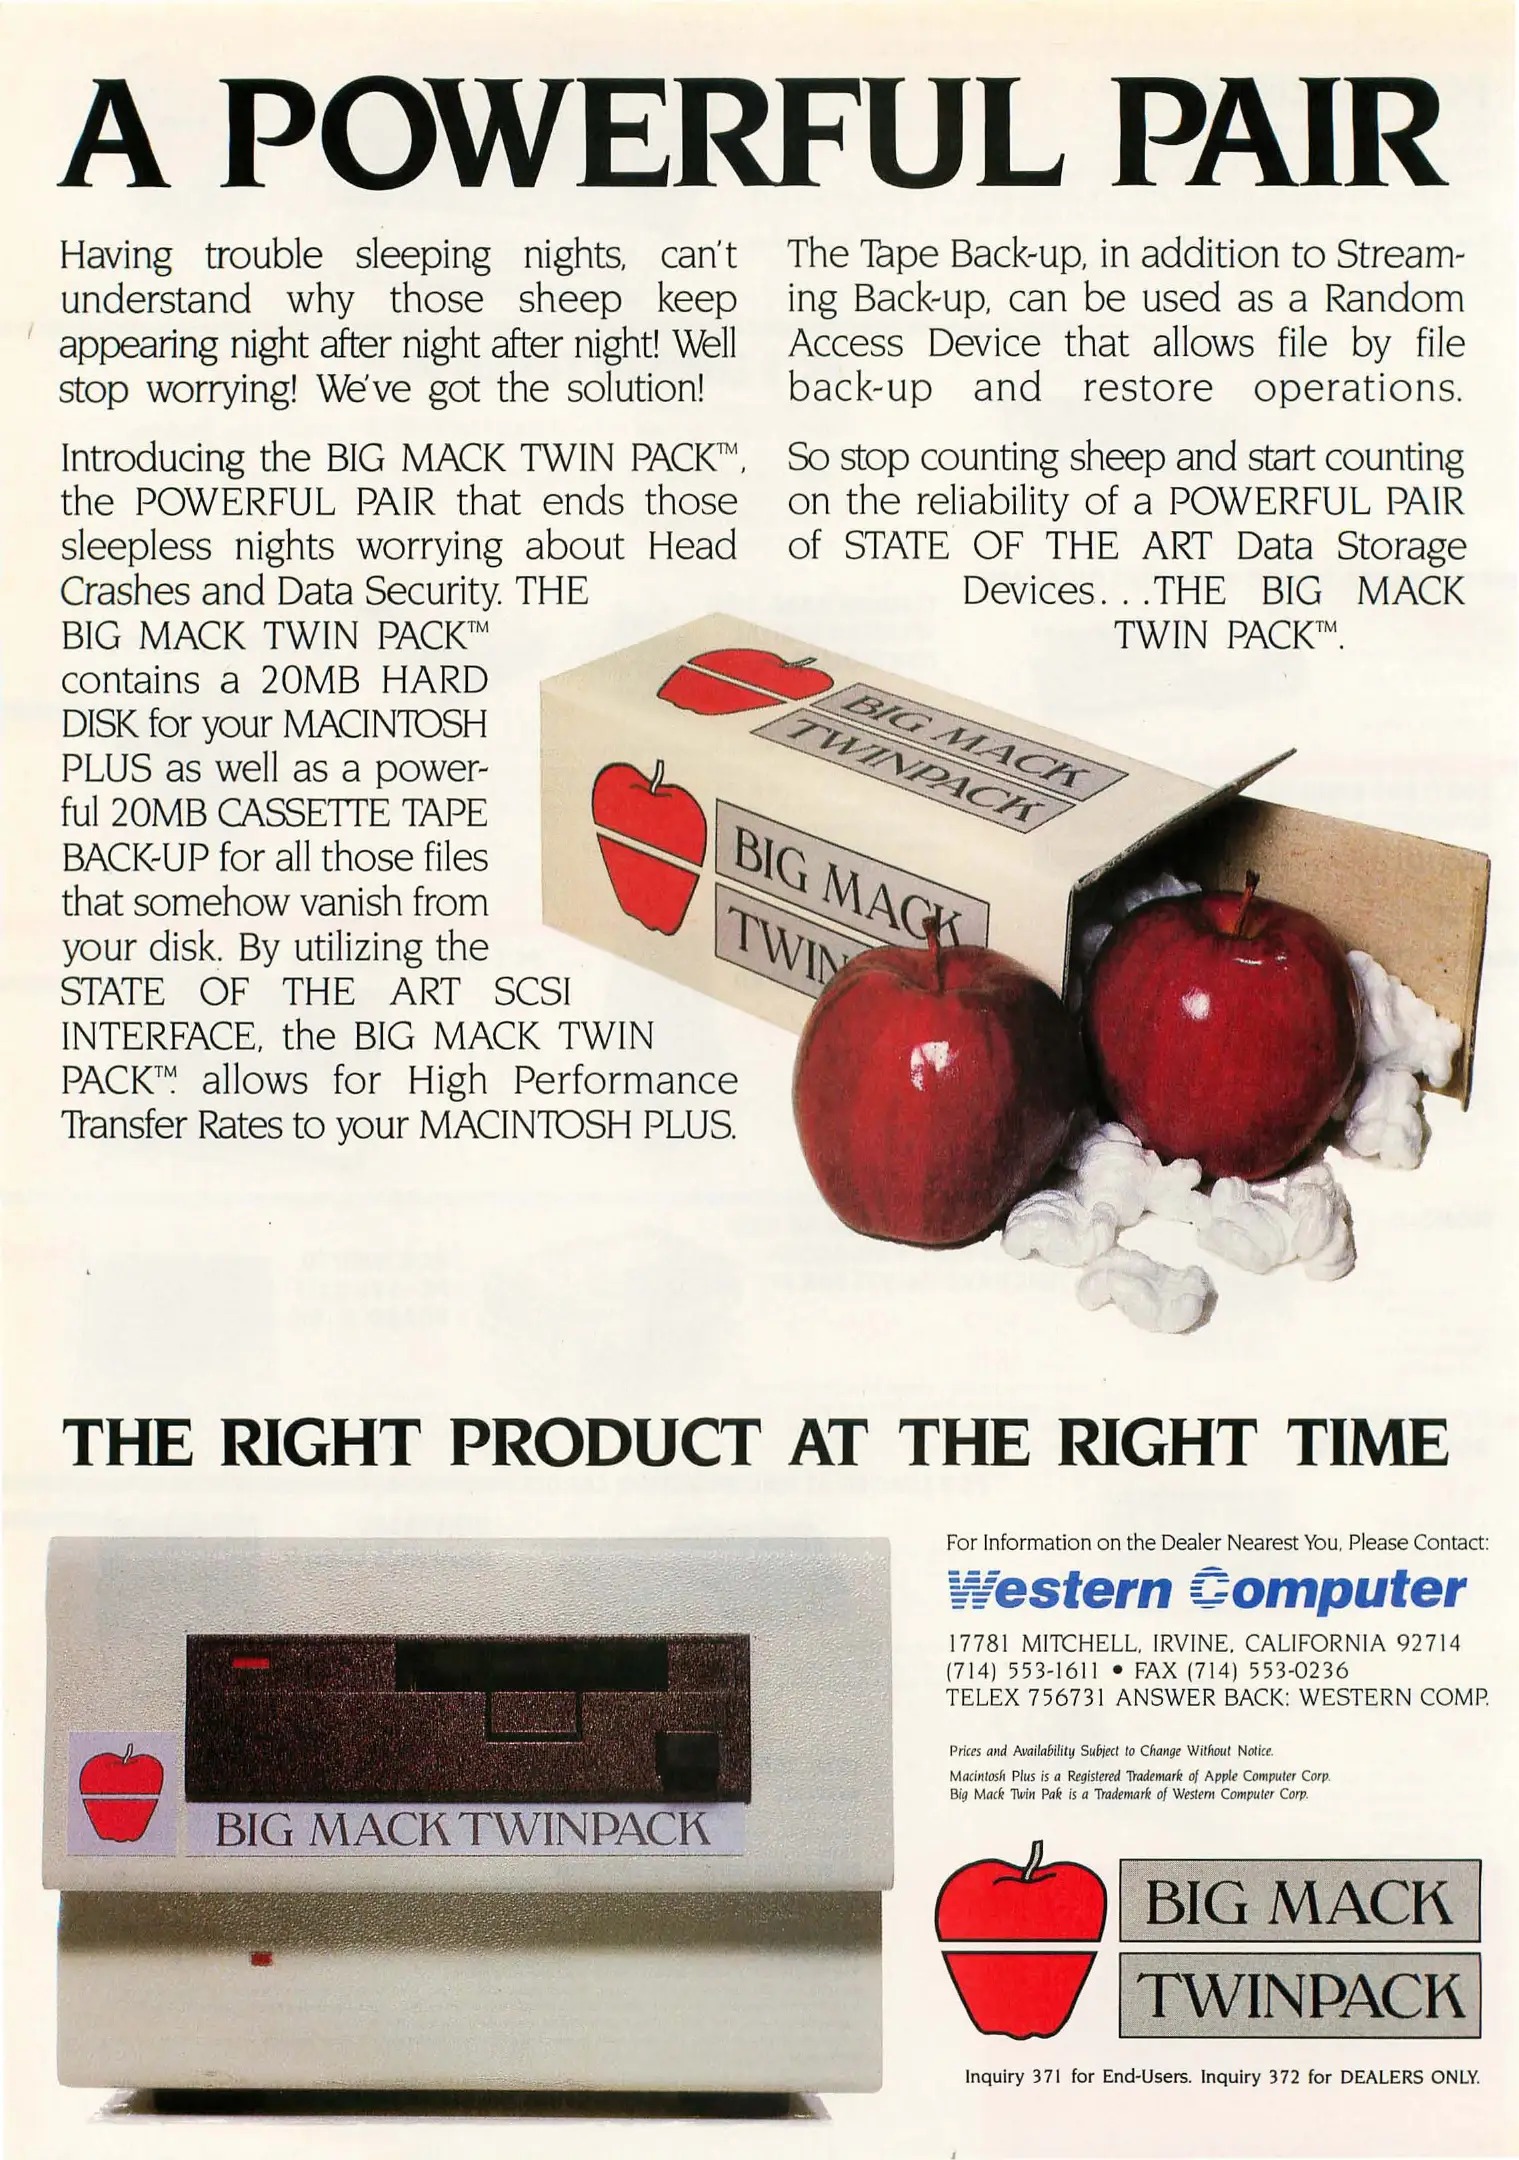 A POWERFUL PAIR
Having trouble sleeping nights, can't
understand why those sheep keep
appearing night after night after night! Well
stop worrying! We've got the solution!
Introducing the BIG MACK TWIN PACK™,
the POWERFUL PAIR that ends those
sleepless nights worrying about Head
Crashes and Data Security. THE
BIG MACK TWIN PACK™
contains a 20MB HARD
DISK for your MACINTOSH
PLUS as well as a power-
ful 20MB CASSETTE TAPE
BACK-UP for all those files
that somehow vanish from
your disk. By utilizing the
STATE OF THE ART SCSI
INTERFACE, the BIG MACK TWIN
PACK™. allows for High Performance
Transfer Rates to your MACINTOSH PLUS.
The Tape Back-up, in addition to Stream-
ing Back-up, can be used as a Random
Access Device that allows file by file
back-up and restore operations.
So stop counting sheep and start counting
on the reliability of a POWERFUL PAIR
of STATE OF THE ART Data Storage
Devices. . .THE BIG MACK
TWIN PACK™.
BIG MACK
TWINPACK
BIG MACK
TWIN
THE RIGHT PRODUCT AT THE RIGHT TIME
BIG MACK TWINPACK
For Information on the Dealer Nearest You, Please Contact:
Western Computer
17781 MITCHELL, IRVINE, CALIFORNIA 92714
(714) 553-1611 • FAX (714) 553-0236
TELEX 756731 ANSWER BACK: WESTERN COMP.
Prices and Availability Subject to Change Without Notice.
Macintosh Plus is a Registered Trademark of Apple Computer Corp.
Big Mack Twin Pak is a Trademark of Western Computer Corp.
BIG MACK
TWINPACK
Inquiry 371 for End-Users. Inquiry 372 for DEALERS ONLY.